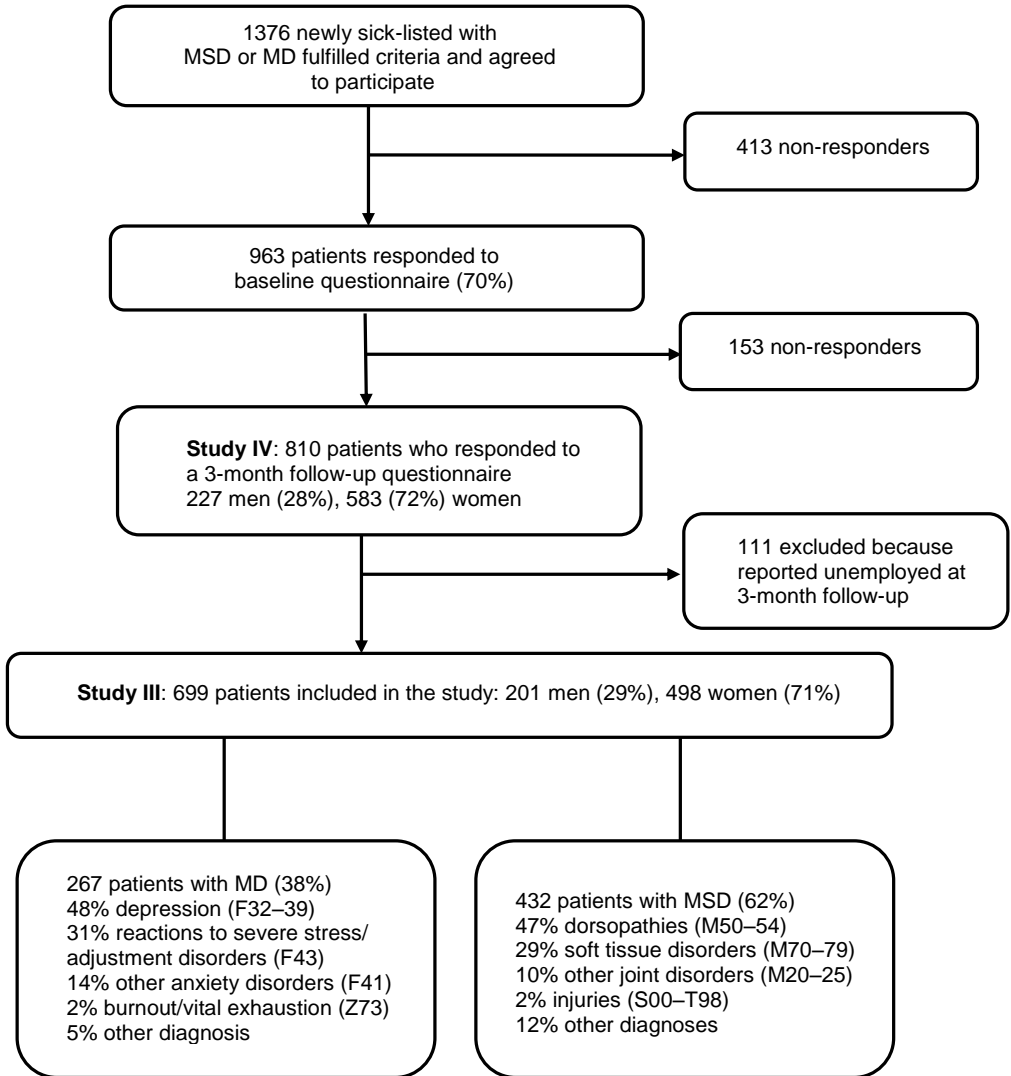 1376 newly sick-listed with
MSD or MD fulfilled criteria and agreed
to participate
413 non-responders
963 patients responded to
baseline questionnaire (70%)
153 non-responders
Study IV: 810 patients who responded to
a 3-month follow-up questionnaire
227 men (28%), 583 (72%) women
111 excluded because
reported unemployed at
3-month follow-up
Study III: 699 patients included in the study: 201 men (29%), 498 women (71%)
267 patients with MD (38%)
48% depression (F32–39)
31% reactions to severe stress/
adjustment disorders (F43)
14% other anxiety disorders (F41)
2% burnout/vital exhaustion (Z73)
5% other diagnosis
432 patients with MSD (62%)
47% dorsopathies (M50–54)
29% soft tissue disorders (M70–79)
10% other joint disorders (M20–25)
2% injuries (S00–T98)
12% other diagnoses